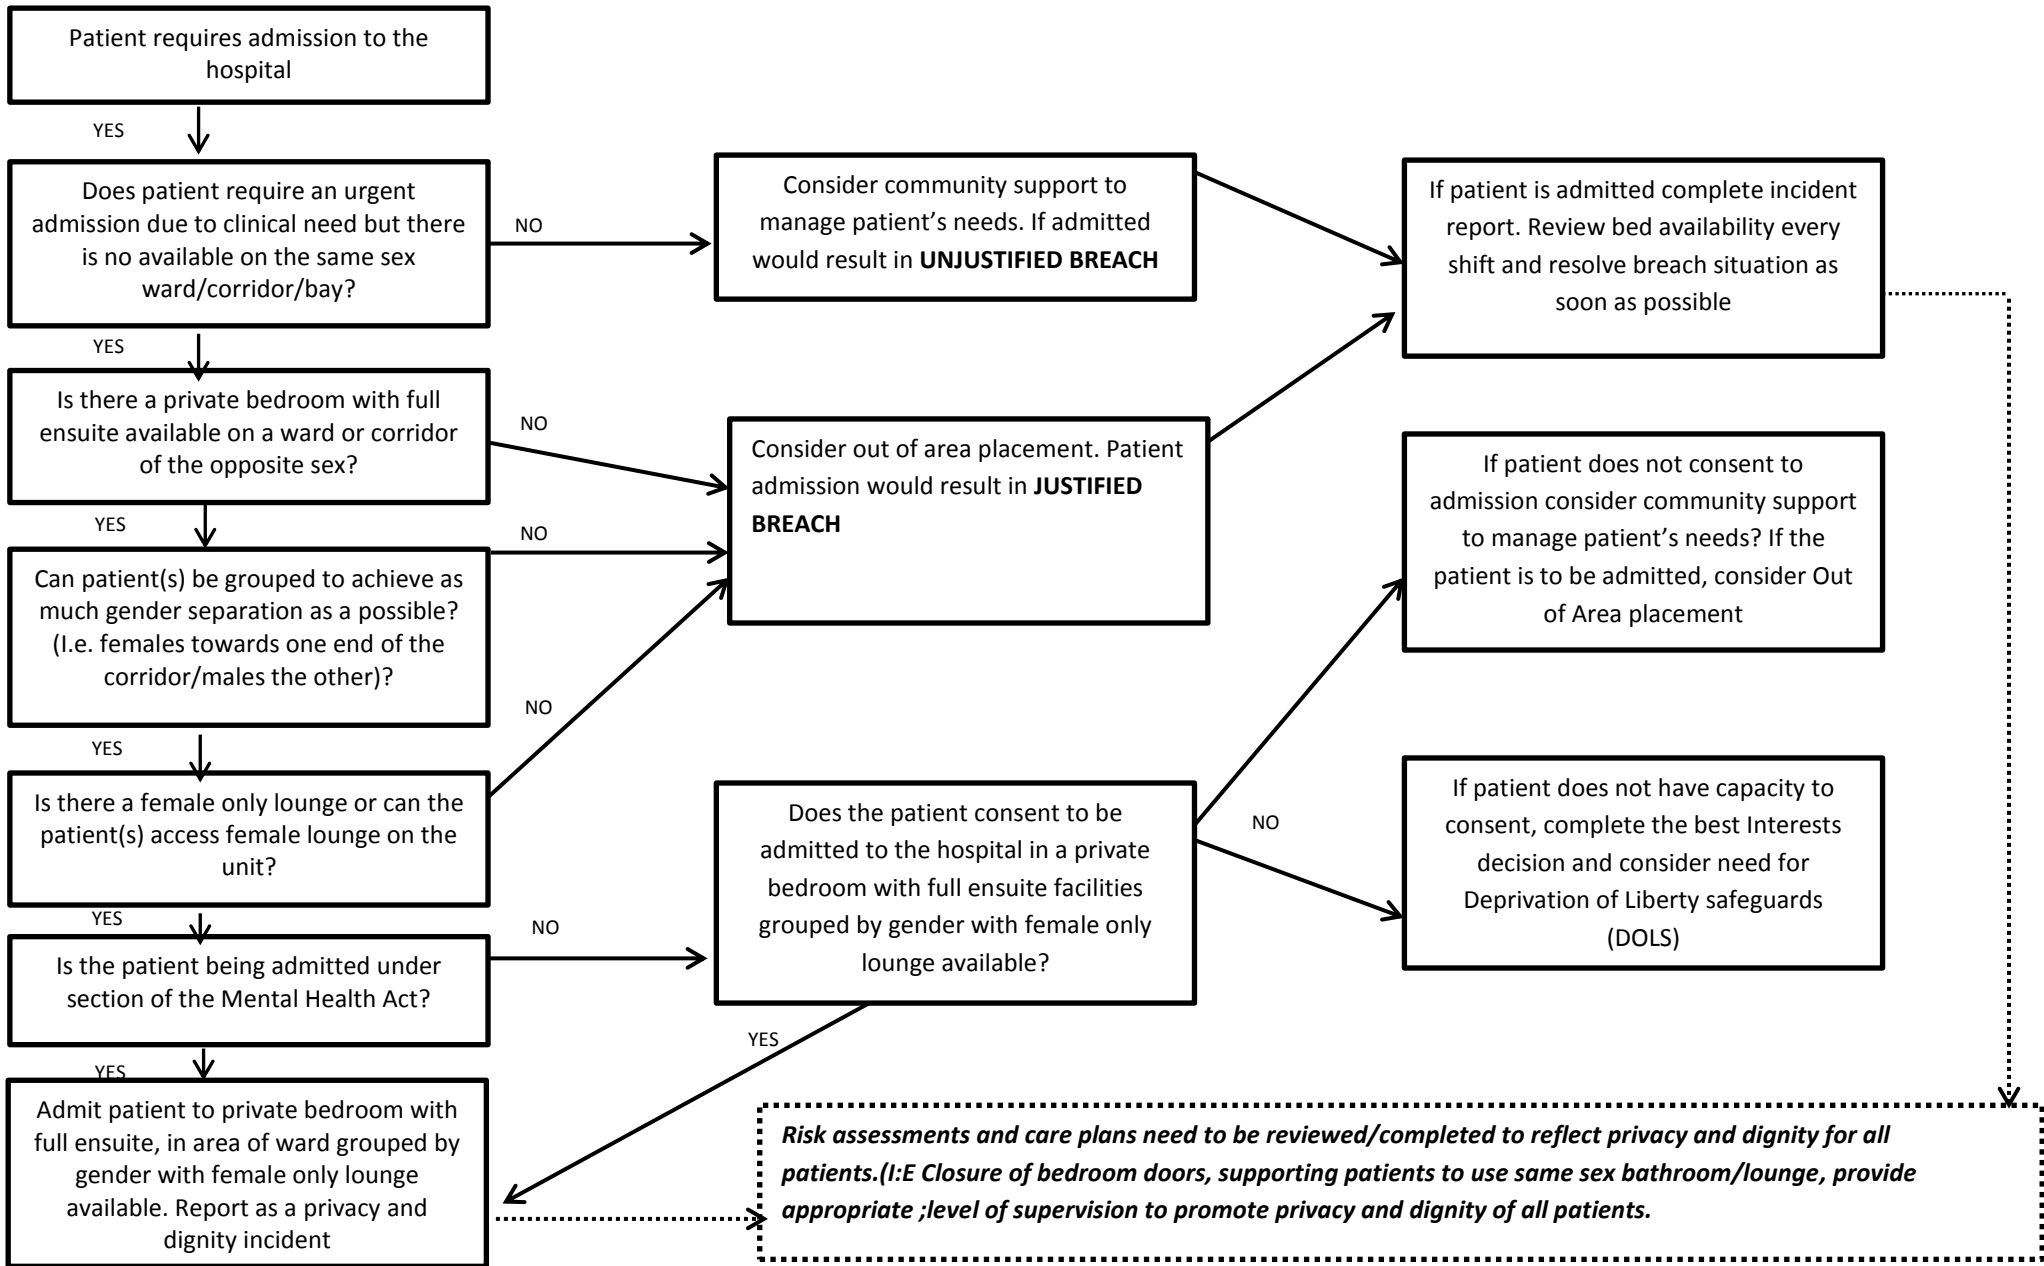 Patient requires admission to the
hospital
YES
Does patient require an urgent
admission due to clinical need but there
is no available on the same sex
ward/corridor/bay?
NO
Consider community support to
manage patient’s needs. If admitted
would result in UNJUSTIFIED BREACH
If patient is admitted complete incident
report. Review bed availability every
shift and resolve breach situation as
soon as possible
YES
Is there a private bedroom with full
ensuite available on a ward or corridor
of the opposite sex?
NO
Consider out of area placement. Patient
admission would result in JUSTIFIED
BREACH
YES
Can patient(s) be grouped to achieve as
much gender separation as a possible?
(I.e. females towards one end of the
corridor/males the other)?
NO
If patient does not consent to
admission consider community support
to manage patient’s needs? If the
patient is to be admitted, consider Out
of Area placement
YES
Is there a female only lounge or can the
patient(s) access female lounge on the
unit?
NO
YES
Is the patient being admitted under
section of the Mental Health Act?
NO
Does the patient consent to be
admitted to the hospital in a private
bedroom with full ensuite facilities
grouped by gender with female only
lounge available?
NO
If patient does not have capacity to
consent, complete the best Interests
decision and consider need for
Deprivation of Liberty safeguards
(DOLS)
YES
YES
Admit patient to private bedroom with
full ensuite, in area of ward grouped by
gender with female only lounge
available. Report as a privacy and
dignity incident
Risk assessments and care plans need to be reviewed/completed to reflect privacy and dignity for all
patients.(I:E Closure of bedroom doors, supporting patients to use same sex bathroom/lounge, provide
appropriate ;level of supervision to promote privacy and dignity of all patients.